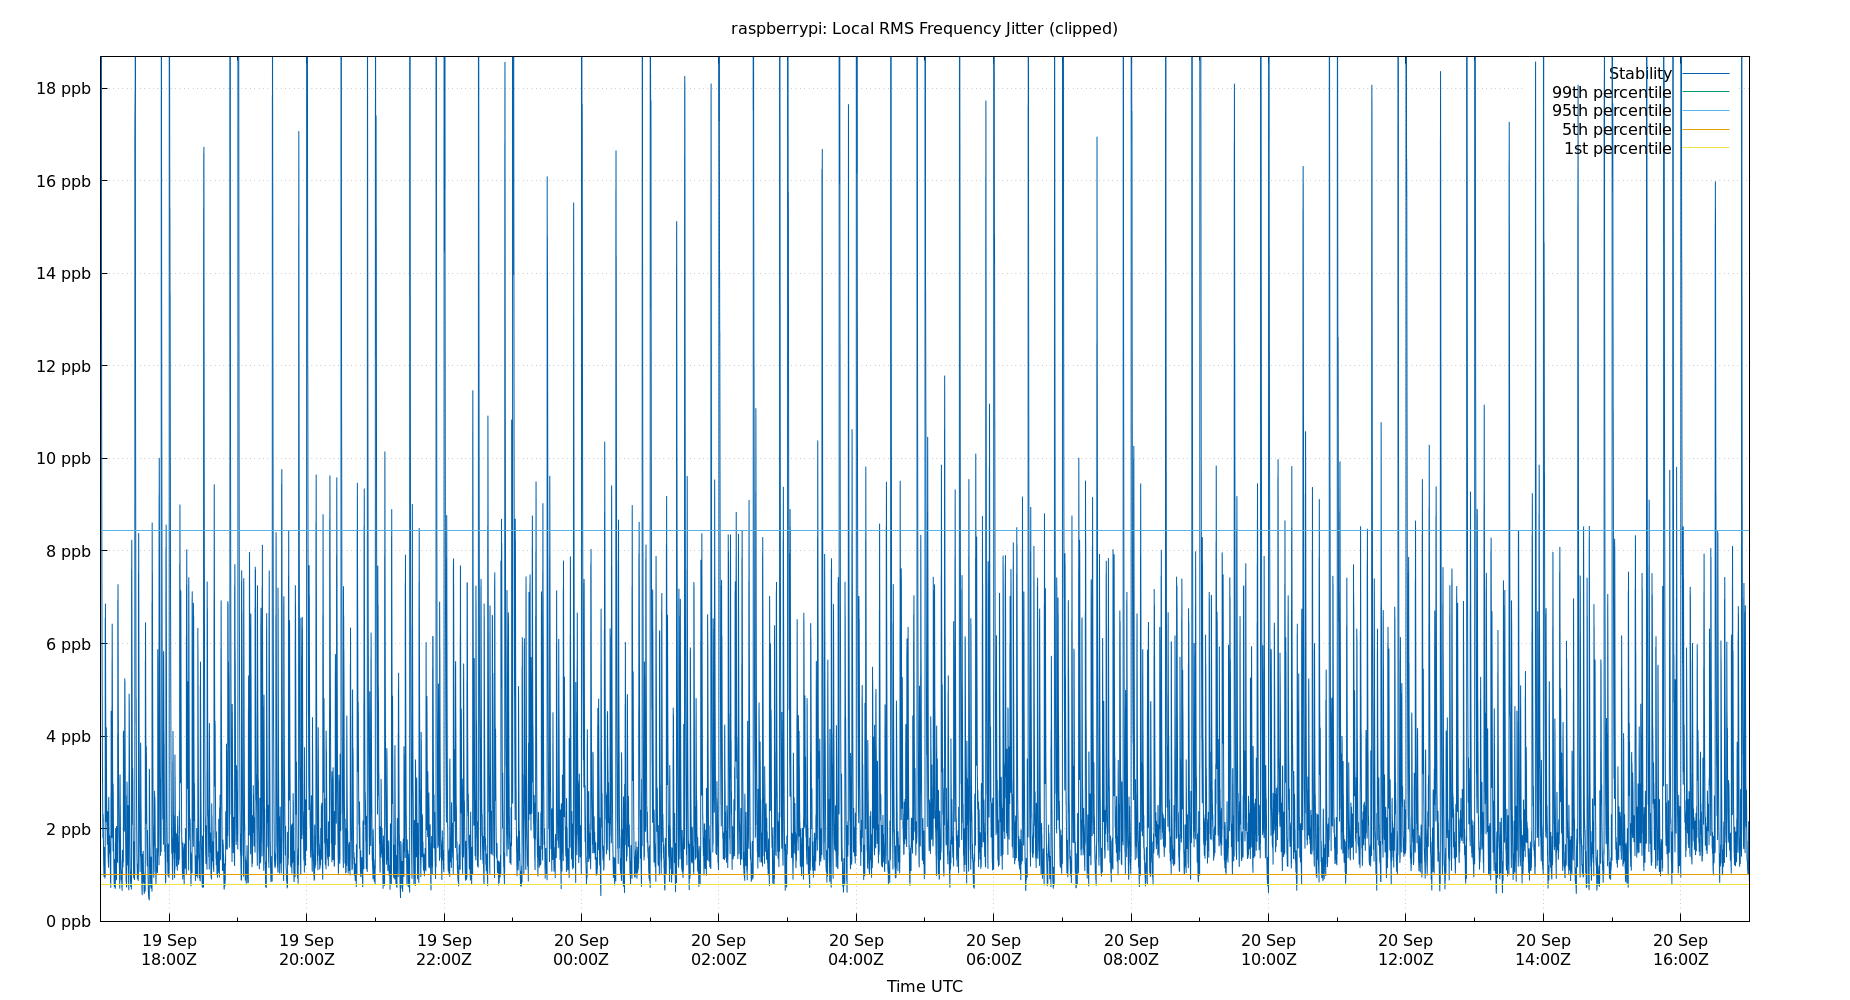 raspberrypi: Local RMS Frequency Jitter (clipped)
Stability
99th percentile
95th percentile
5th percentile
1st percentile
18 ppb
16 ppb
14 ppb
12 ppb
10 ppb
8 ppb
6 ppb
4 ppb
2 ppb
0 ppb
19 Sep 19 Sep 19 Sep 20 Sep 20 Sep 20 Sep 20 Sep 20 Sep 20 Sep 20 Sep 20 Sep 20 Sep
18:00Z 20:00Z 22:00Z 00:00Z 02:00Z 04:00Z 06:00Z 08:00Z 10:00Z 12:00Z 14:00Z 16:00Z
Time UTC